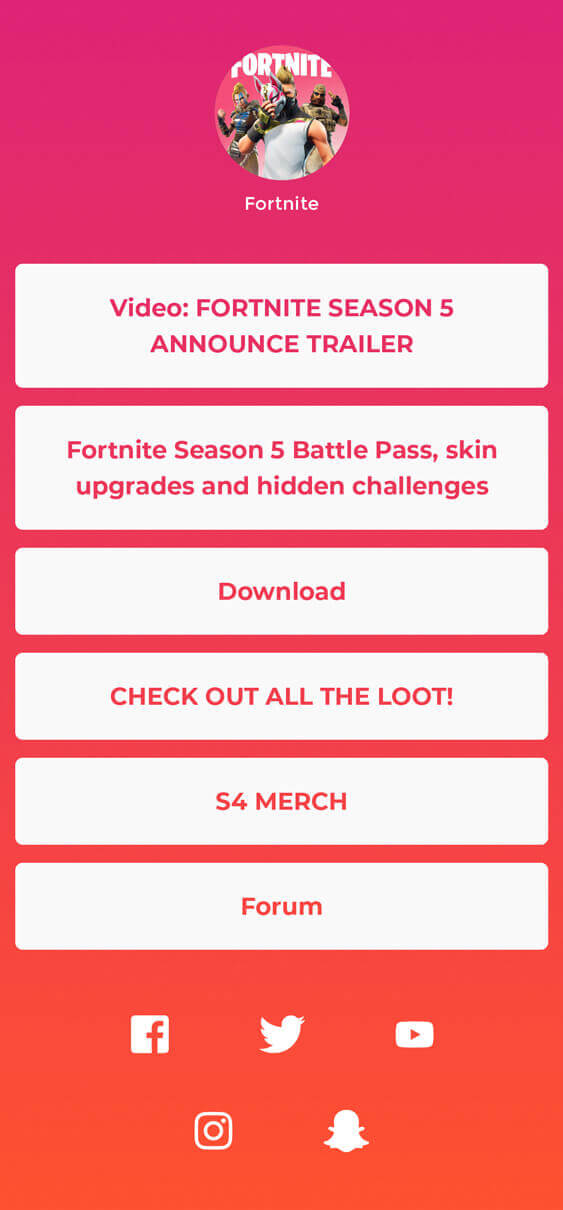 FORTNITE
Fortnite
Video: FORTNITE SEASON 5
ANNOUNCE TRAILER
Fortnite Season 5 Battle Pass, skin
upgrades and hidden challenges
Download
CHECK OUT ALL THE LOOT!
S4 MERCH
Forum